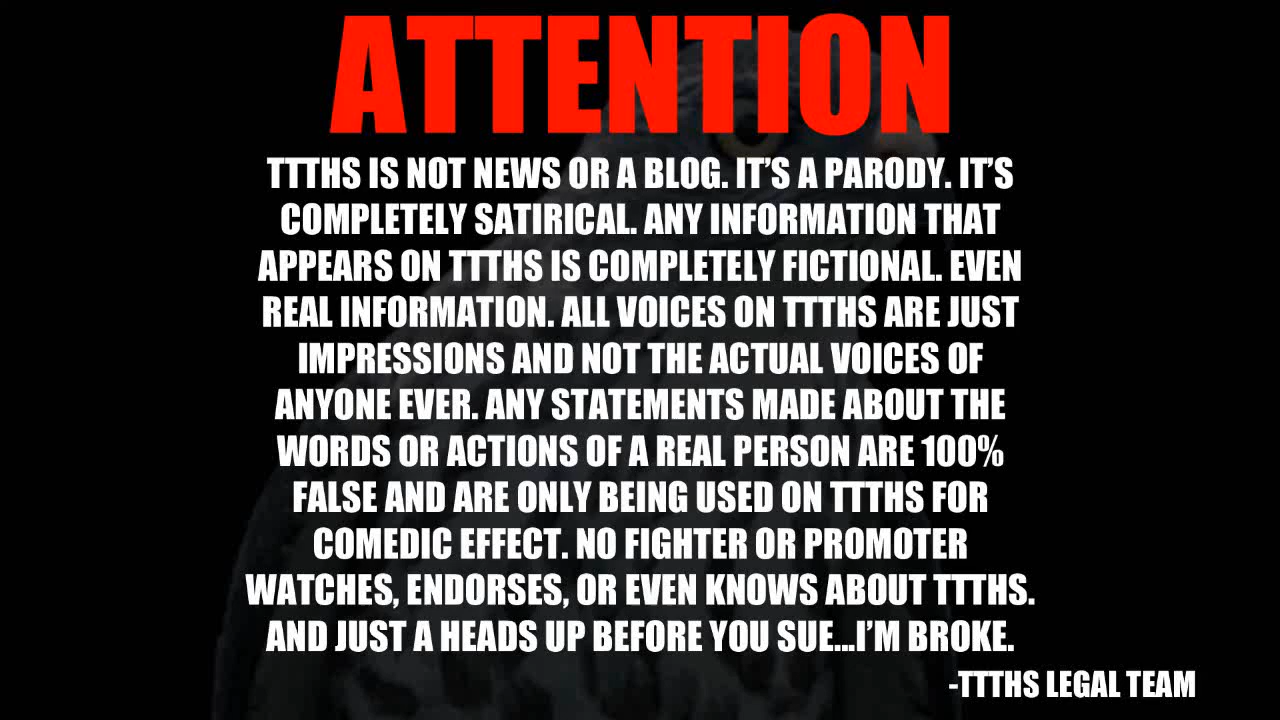 ATTENTION
TTTHS IS NOT NEWS OR A BLOG. IT'S A PARODY. IT'S
COMPLETELY SATIRICAL. ANY INFORMATION THAT
APPEARS ON TTTHS IS COMPLETELY FICTIONAL. EVEN
REAL INFORMATION. ALL VOICES ON TTTHS ARE JUST
IMPRESSIONS AND NOT THE ACTUAL VOICES OF
ANYONE EVER. ANY STATEMENTS MADE ABOUT THE
WORDS OR ACTIONS OF A REAL PERSON ARE 100%
FALSE AND ARE ONLY BEING USED ON TTTHS FOR
COMEDIC EFFECT. NO FIGHTER OR PROMOTER
WATCHES, ENDORSES, OR EVEN KNOWS ABOUT TTTHS.
AND JUST A HEADS UP BEFORE YOU SUE...I'M BROKE.
-TTTHS LEGAL TEAM